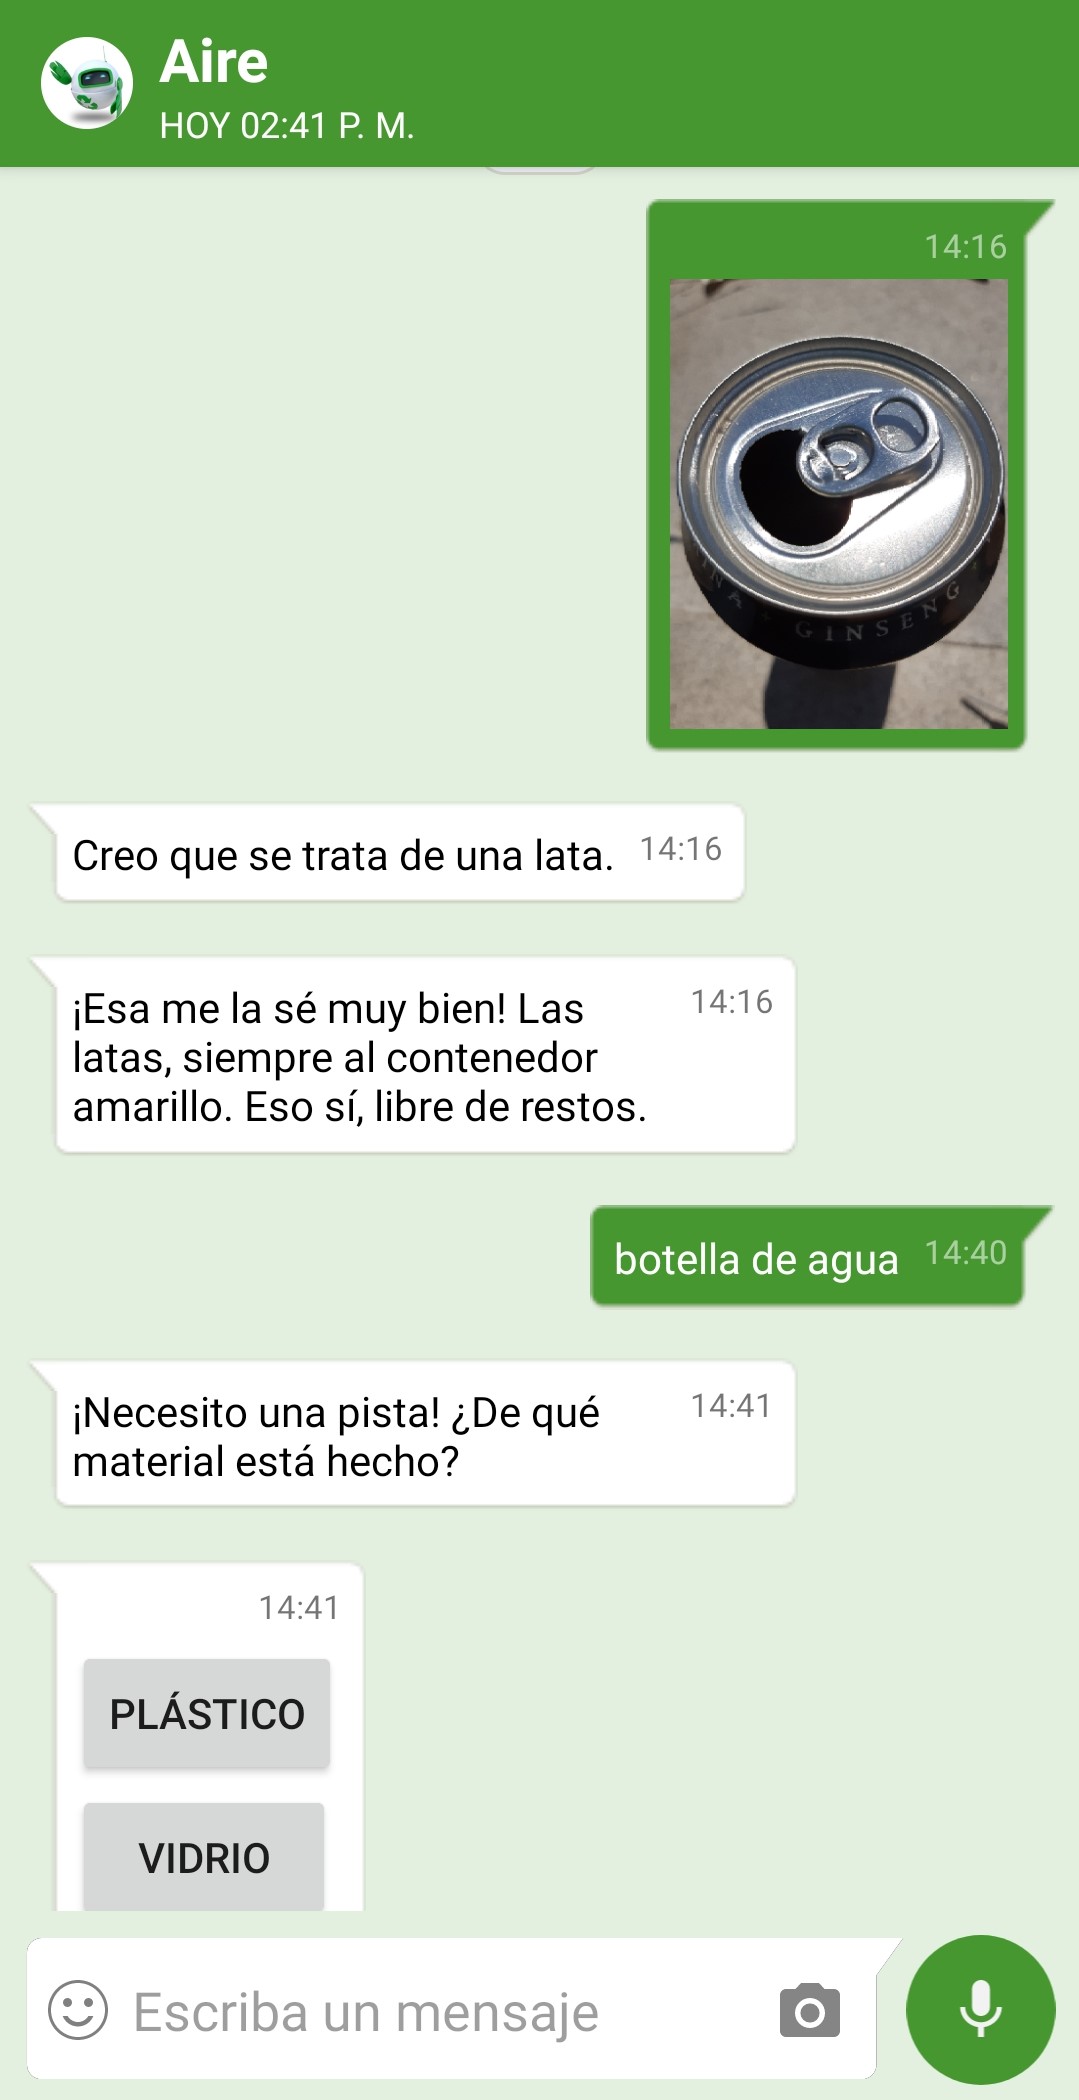 Aire
HOY 02:41 P. M.
14:16
GINSENG
Creo que se trata de una lata. 14:16
¡Esa me la sé muy bien! Las 14:16
latas, siempre al contenedor
amarillo. Eso sí, libre de restos.
botella de agua 14:40
¡Necesito una pista! ¿De qué 14:41
material está hecho?
14:41
PLÁSTICO
VIDRIO
Escriba un mensaje